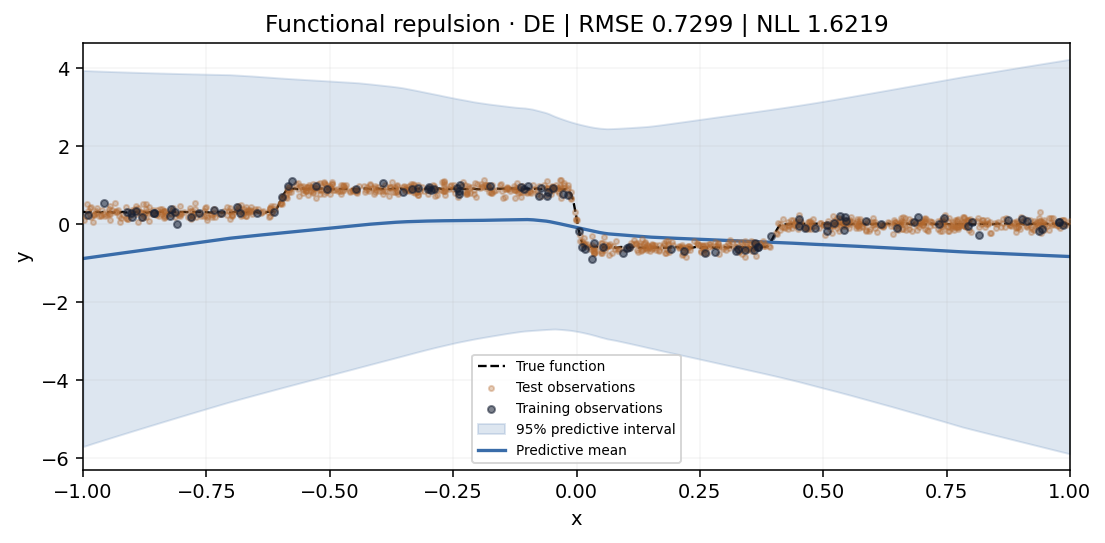 Functional repulsion · DE | RMSE 0.7299 | NLL 1.6219
y
4
2
0
−2
−4
−6
True function
Test observations
Training observations
95% predictive interval
Predictive mean
−1.00 −0.75 −0.50 −0.25 0.00 0.25 0.50 0.75 1.00
x